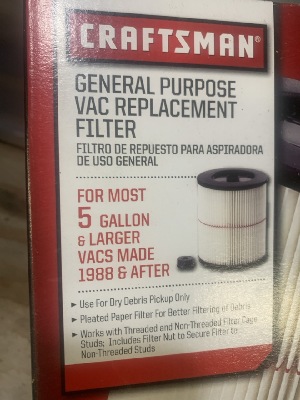 CRAFTSMAN®
GENERAL PURPOSE
VAC REPLACEMENT
FILTER
FILTRO DE REPUESTO PARA ASPIRADORA
DE USO GENERAL
FOR MOST
5 GALLON
& LARGER
VACS MADE
1988 & AFTER
► Use For Dry Debris Pickup Only
► Pleated Paper Filter For Better Filtering of Debris
► Works with Threaded and Non-Threaded Filter Cage
Studs; Includes Filter Nut to Secure Filter to
Non-Threaded Studs